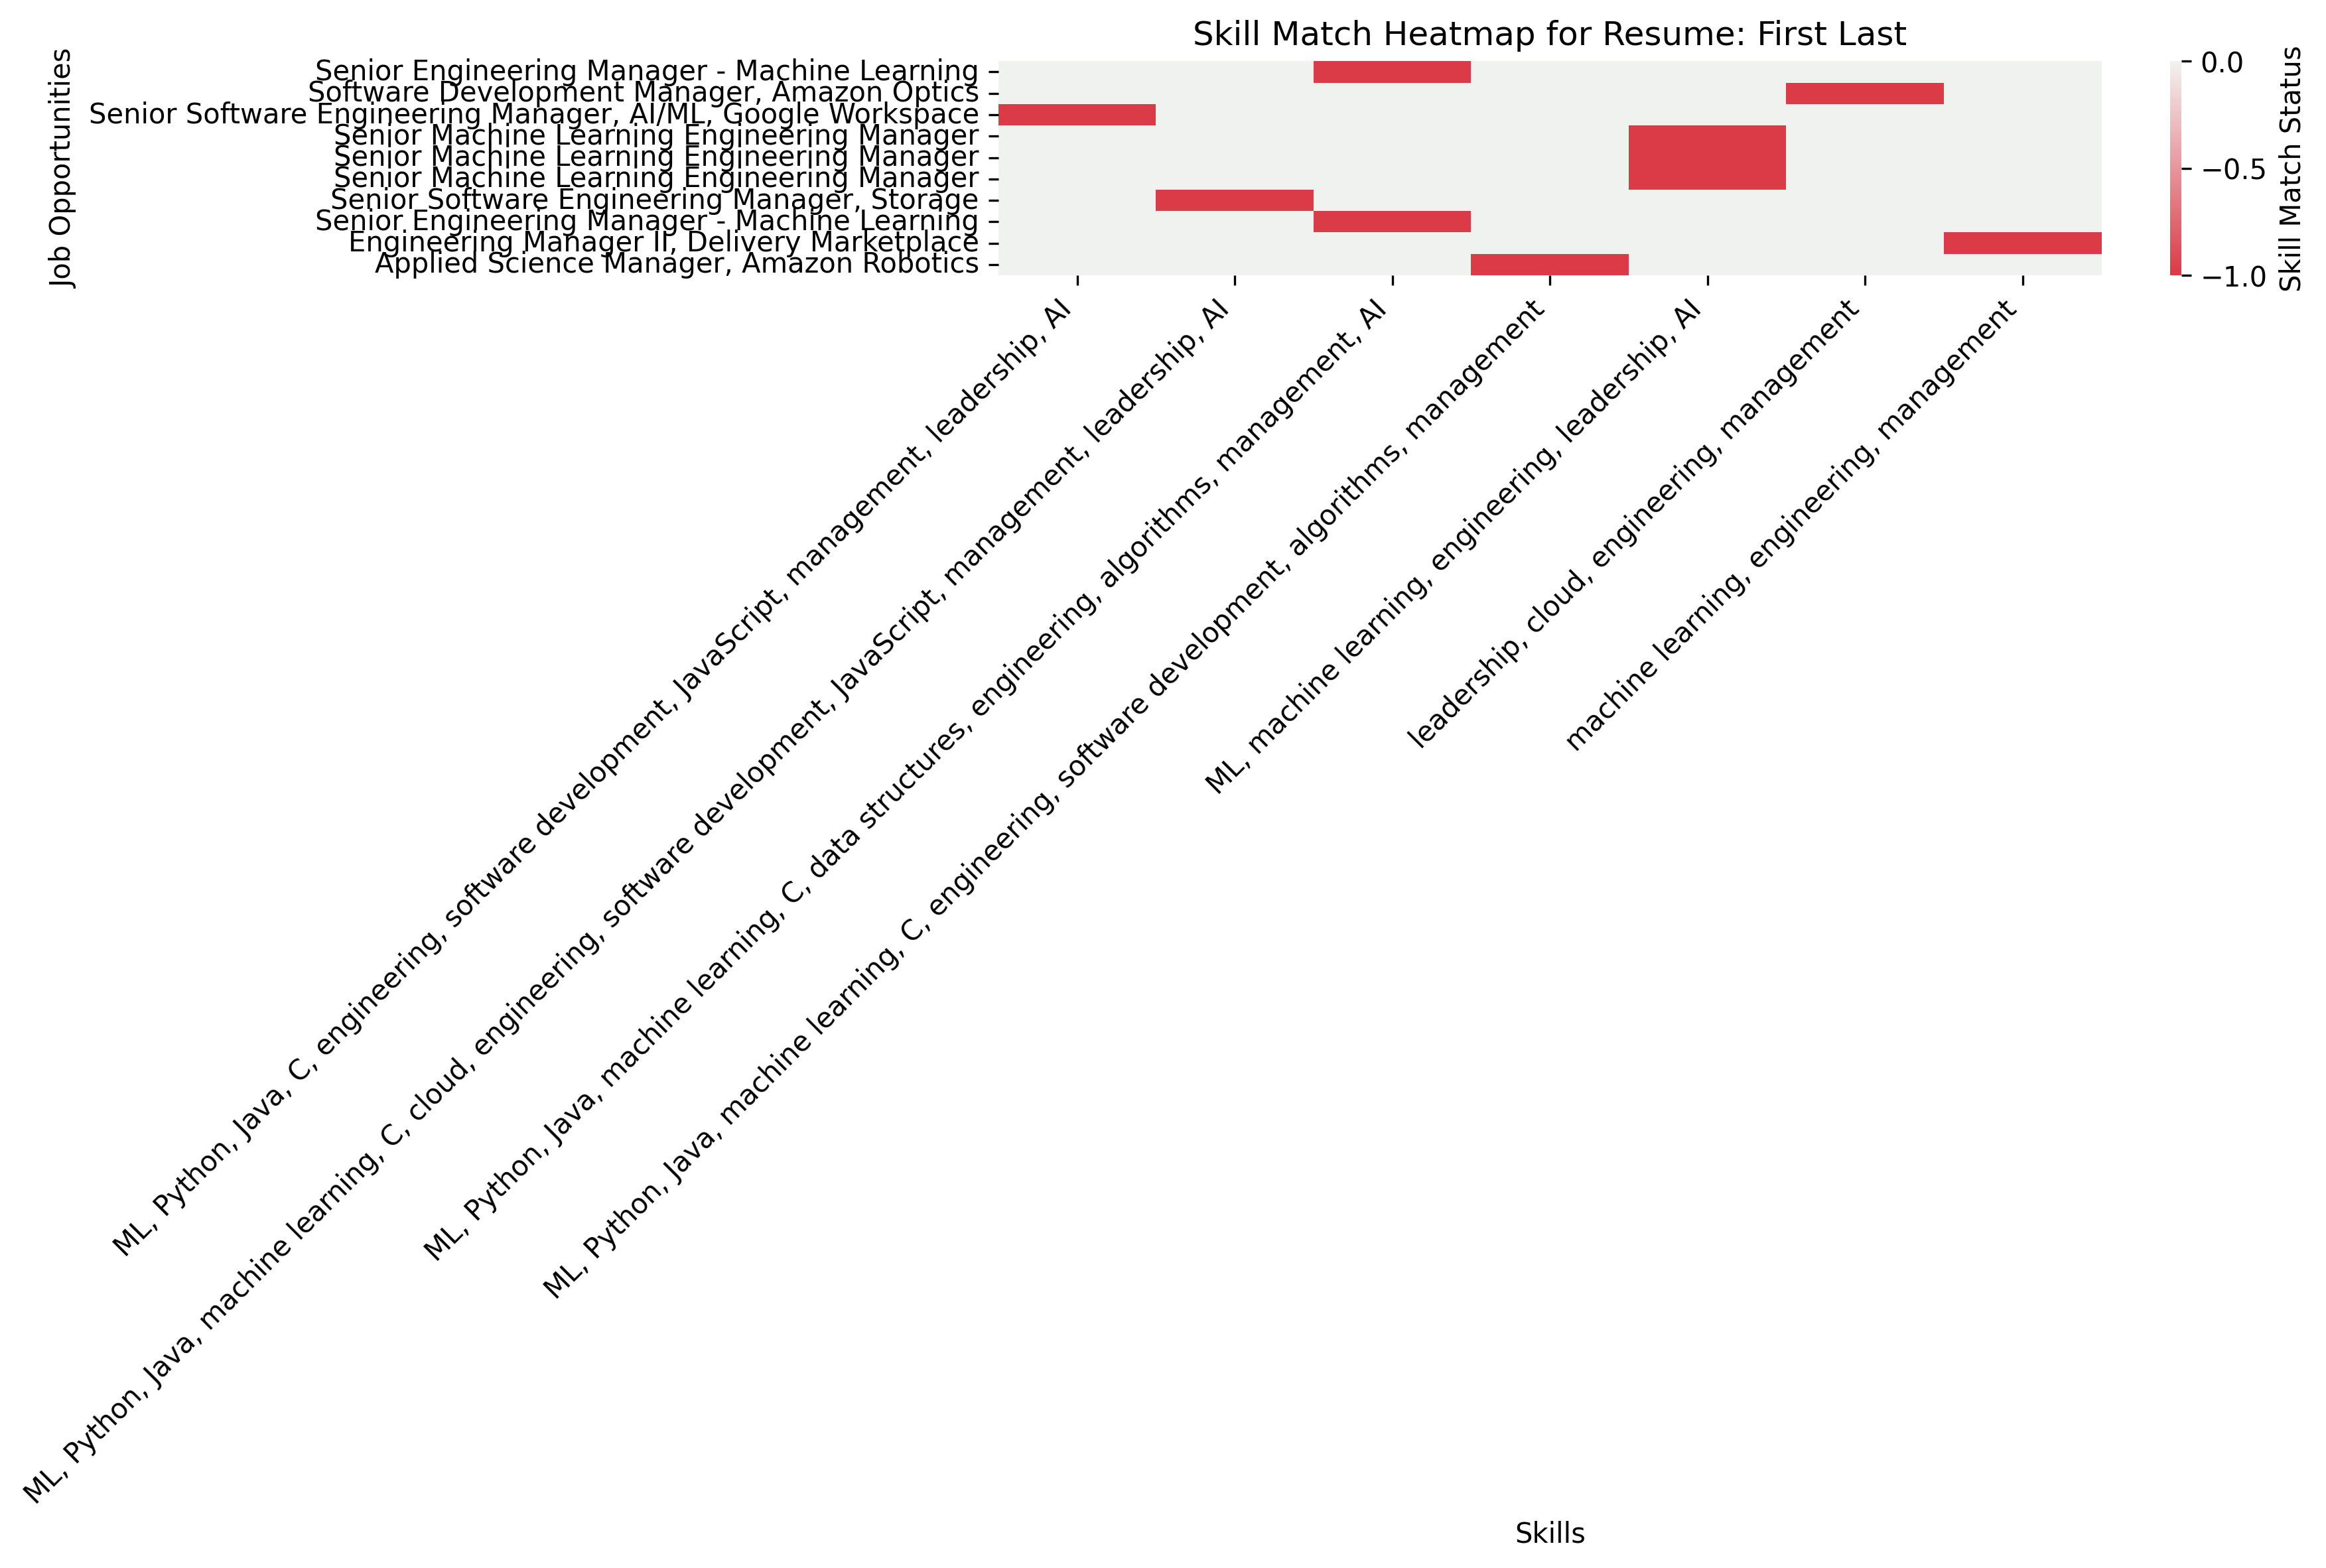 Skill Match Heatmap for Resume: First Last
Job Opportunities
Senior Engineering Manager - Machine Learning
Software Development Manager, Amazon Optics
Senior Software Engineering Manager, AI/ML, Google Workspace
Senior Machine Learning Engineering Manager
Senior Machine Learning Engineering Manager
Senior Machine Learning Engineering Manager
Senior Software Engineering Manager, Storage
Senior Engineering Manager - Machine Learning
Engineering Manager II, Delivery Marketplace
Applied Science Manager, Amazon Robotics
0.0
−0.5
−1.0
Skill Match Status
ML, Python, Java, C, engineering, software development, JavaScript, management, leadership, AI
ML, Python, Java, machine learning, C, cloud, engineering, software development, JavaScript, management, leadership, AI
ML, Python, Java, machine learning, C, data structures, engineering, algorithms, management, AI
ML, Python, Java, machine learning, C, engineering, software development, algorithms, management
ML, machine learning, engineering, leadership, AI
leadership, cloud, engineering, management
machine learning, engineering, management
Skills